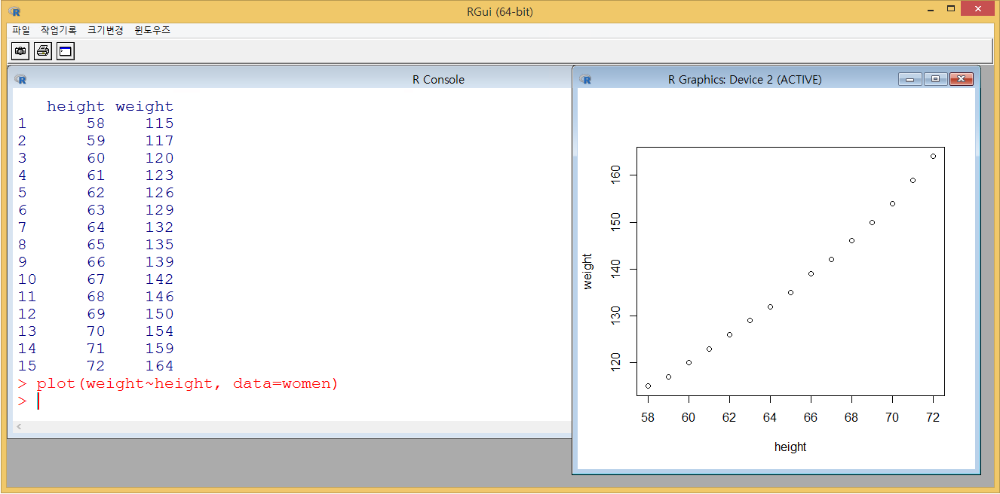 RGui (64-bit)
파일 작업기록 크기변경 윈도우즈
R Console
height weight
1 58 115
2 59 117
3 60 120
4 61 123
5 62 126
6 63 129
7 64 132
8 65 135
9 66 139
10 67 142
11 68 146
12 69 150
13 70 154
14 71 159
15 72 164
> plot(weight~height, data=women)
>
R Graphics: Device 2 (ACTIVE)
weight
160
150
140
130
120
58 60 62 64 66 68 70 72
height